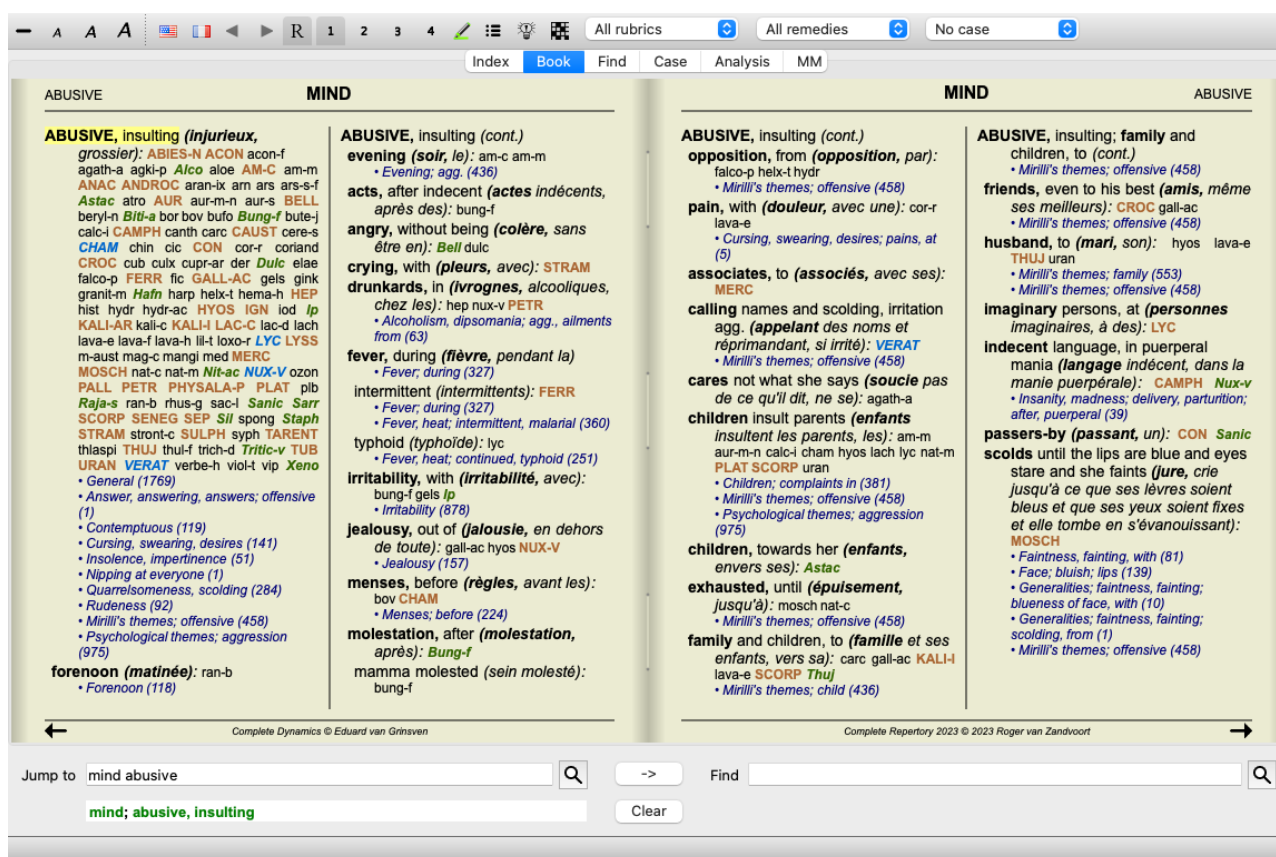 A A A R 1 2 3 4 All rubrics All remedies No case
Index Book Find Case Analysis MM
ABUSIVE MIND
ABUSIVE, insulting (injurieux,
grossier): ABIES-N ACON acon-f
agath-a agki-p Alco aloe AM-C am-m
ANAC ANDROC aran-ix arn ars ars-s-f
Astac atro AUR aur-m-n aur-s BELL
beryl-n Biti-a bor bov bufo Bung-f bute-j
calc-i CAMPH canth carc CAUST cere-s
CHAM chin cic CON cor-r coriand
CROC cub culx cupr-ar der Dulc elae
falco-p FERR fic GALL-AC gels gink
granit-m Hafn harp helx-t hema-h HEP
hist hydr hydr-ac HYOS IGN iod Ip
KALI-AR kali-c KALI-I LAC-C lac-d lach
lava-e lava-f lava-h lil-t loxo-r LYC LYSS
m-aust mag-c mangi med MERC
MOSCH nat-c nat-m Nit-ac NUX-V ozon
PALL PETR PHYSALA-P PLAT plb
Raja-s ran-b rhus-g sac-l Sanic Sarr
SCORP SENEG SEP Sil spong Staph
STRAM stront-c SULPH syph TARENT
thlaspi THUJ thul-f trich-d Tritic-v TUB
URAN VERAT verbe-h viol-t vip Xeno
• General (1769)
• Answer, answering, answers; offensive
(1)
• Contemptuous (119)
• Cursing, swearing, desires (141)
• Insolence, impertinence (51)
• Nipping at everyone (1)
• Quarrelsomeness, scolding (284)
• Rudeness (92)
• Mirilli's themes; offensive (458)
• Psychological themes; aggression
(975)
forenoon (matinée): ran-b
• Forenoon (118)
ABUSIVE, insulting (cont.)
evening (soir, le): am-c am-m
• Evening; agg. (436)
acts, after indecent (actes indécents,
après des): bung-f
angry, without being (colère, sans
être en): Bell dulc
crying, with (pleurs, avec): STRAM
drunkards, in (ivrognes, alcooliques,
chez les): hep nux-v PETR
• Alcoholism, dipsomania; agg., ailments
from (63)
fever, during (fièvre, pendant la)
• Fever; during (327)
intermittent (intermittents): FERR
• Fever; during (327)
• Fever, heat; intermittent, malarial (360)
typhoid (typhoïde): lyc
• Fever, heat; continued, typhoid (251)
irritability, with (irritabilité, avec):
bung-f gels Ip
• Irritability (878)
jealousy, out of (jalousie, en dehors
de toute): gall-ac hyos NUX-V
• Jealousy (157)
menses, before (règles, avant les):
bov CHAM
• Menses; before (224)
molestation, after (molestation,
après): Bung-f
mamma molested (sein molesté):
bung-f
Complete Dynamics © Eduard van Grinsven
MIND ABUSIVE
ABUSIVE, insulting (cont.)
opposition, from (opposition, par):
falco-p helx-t hydr
• Mirilli's themes; offensive (458)
pain, with (douleur, avec une): cor-r
lava-e
• Cursing, swearing, desires; pains, at
(5)
associates, to (associés, avec ses):
MERC
calling names and scolding, irritation
agg. (appelant des noms et
réprimandant, si irrité): VERAT
• Mirilli's themes; offensive (458)
cares not what she says (soucie pas
de ce qu'il dit, ne se): agath-a
children insult parents (enfants
insultent les parents, les): am-m
aur-m-n calc-i cham hyos lach lyc nat-m
PLAT SCORP uran
• Children; complaints in (381)
• Mirilli's themes; offensive (458)
• Psychological themes; aggression
(975)
children, towards her (enfants,
envers ses): Astac
exhausted, until (épuisement,
jusqu'à): mosch nat-c
• Mirilli's themes; offensive (458)
family and children, to (famille et ses
enfants, vers sa): carc gall-ac KALI-I
lava-e SCORP Thuj
• Mirilli's themes; child (436)
ABUSIVE, insulting; family and
children, to (cont.)
• Mirilli's themes; offensive (458)
friends, even to his best (amis, même
ses meilleurs): CROC gall-ac
• Mirilli's themes; offensive (458)
husband, to (mari, son): hyos lava-e
THUJ uran
• Mirilli's themes; family (553)
• Mirilli's themes; offensive (458)
imaginary persons, at (personnes
imaginaires, à des): LYC
indecent language, in puerperal
mania (langage indécent, dans la
manie puerpérale): CAMPH Nux-v
• Insanity, madness; delivery, parturition;
after, puerperal (39)
passers-by (passant, un): CON Sanic
scolds until the lips are blue and eyes
stare and she faints (jure, crie
jusqu'à ce que ses lèvres soient
bleus et que ses yeux soient fixes
et elle tombe en s'évanouissant):
MOSCH
• Faintness, fainting, with (81)
• Face; bluish; lips (139)
• Generalities; faintness, fainting;
blueness of face, with (10)
• Generalities; faintness, fainting;
scolding, from (1)
• Mirilli's themes; offensive (458)
Complete Repertory 2023 © 2023 Roger van Zandvoort
Jump to mind abusive -> Find
mind; abusive, insulting Clear